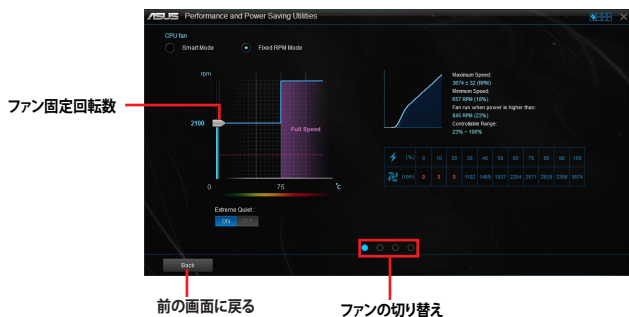 ASUS Performance and Power Saving Utilities
CPU fan
Smart Mode
Fixed RPM Mode
rpm
2100
Full Speed
0
75
°C
Extreme Quiet:
ON OFF
Maximum Speed:
3674 ± 32 (RPM)
Minimum Speed:
657 RPM (18%)
Fan run when power is higher than:
845 RPM (23%)
Controllable Range:
23% ~ 100%
(%) 0 10 20 30 40 50 60 70 80 90 100
(rpm) 0 0 0 1102 1469 1837 2204 2571 2939 3306 3674
Back
ファン固定回転数
前の画面に戻る
ファンの切り替え